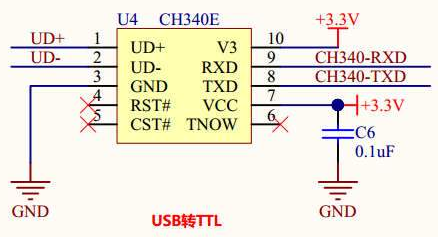 U4 CH340E
+3.3V
UD+ 1 UD+ V3 10
UD- 2 UD- RXD 9 CH340-RXD
3 GND TXD 8 CH340-TXD
4 RST# VCC 7 +3.3V
5 CST# TNOW 6
C6
0.1uF
GND GND
USB转TTL